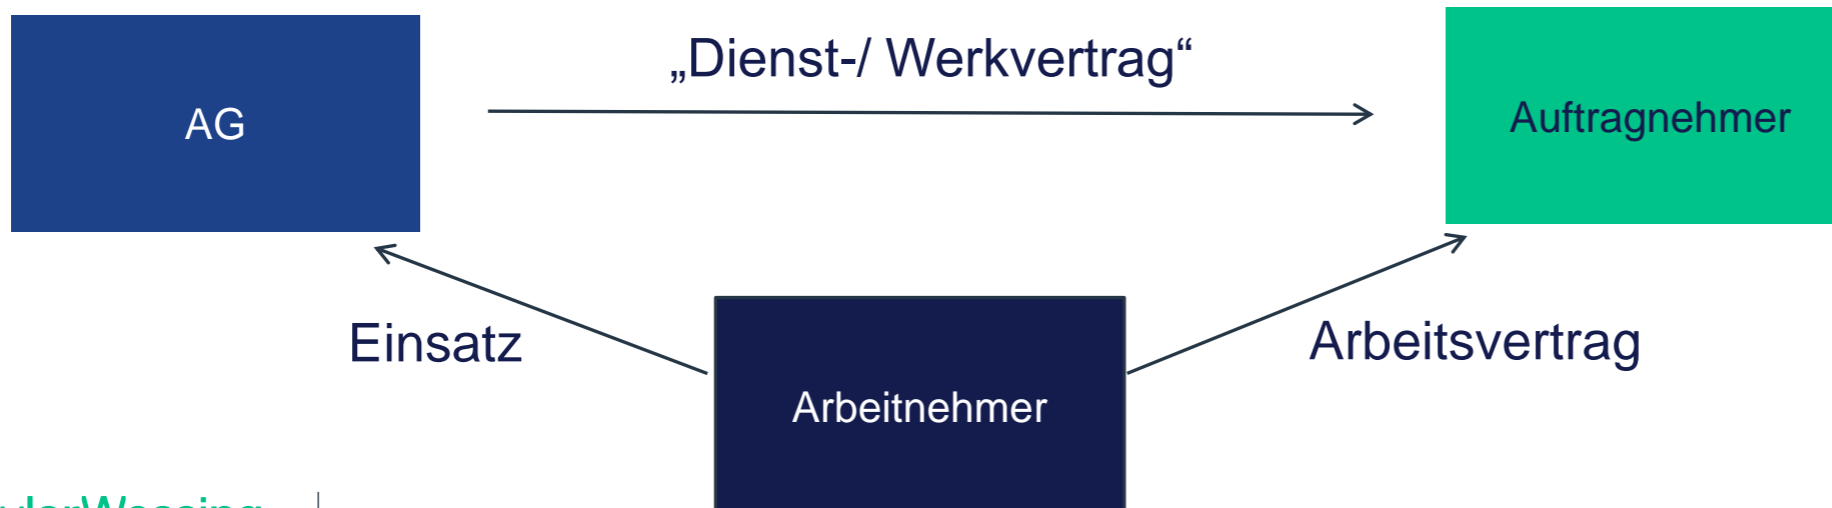 „Dienst-/ Werkvertrag“
AG
Auftragnehmer
Einsatz
Arbeitsvertrag
Arbeitnehmer